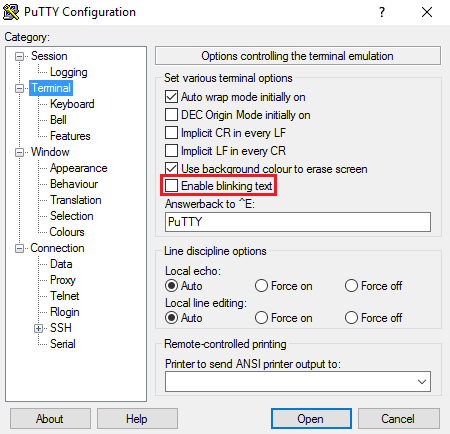 PuTTY Configuration
?
Category:
Session
Logging
Terminal
Keyboard
Bell
Features
Window
Appearance
Behaviour
Translation
Selection
Colours
Connection
Data
Proxy
Telnet
Rlogin
SSH
Serial
Options controlling the terminal emulation
Set various terminal options
Auto wrap mode initially on
DEC Origin Mode initially on
Implicit CR in every LF
Implicit LF in every CR
Use background colour to erase screen
Enable blinking text
Answerback to ^E:
PuTTY
Line discipline options
Local echo:
Auto Force on Force off
Local line editing:
Auto Force on Force off
Remote-controlled printing
Printer to send ANSI printer output to:
About Help Open Cancel